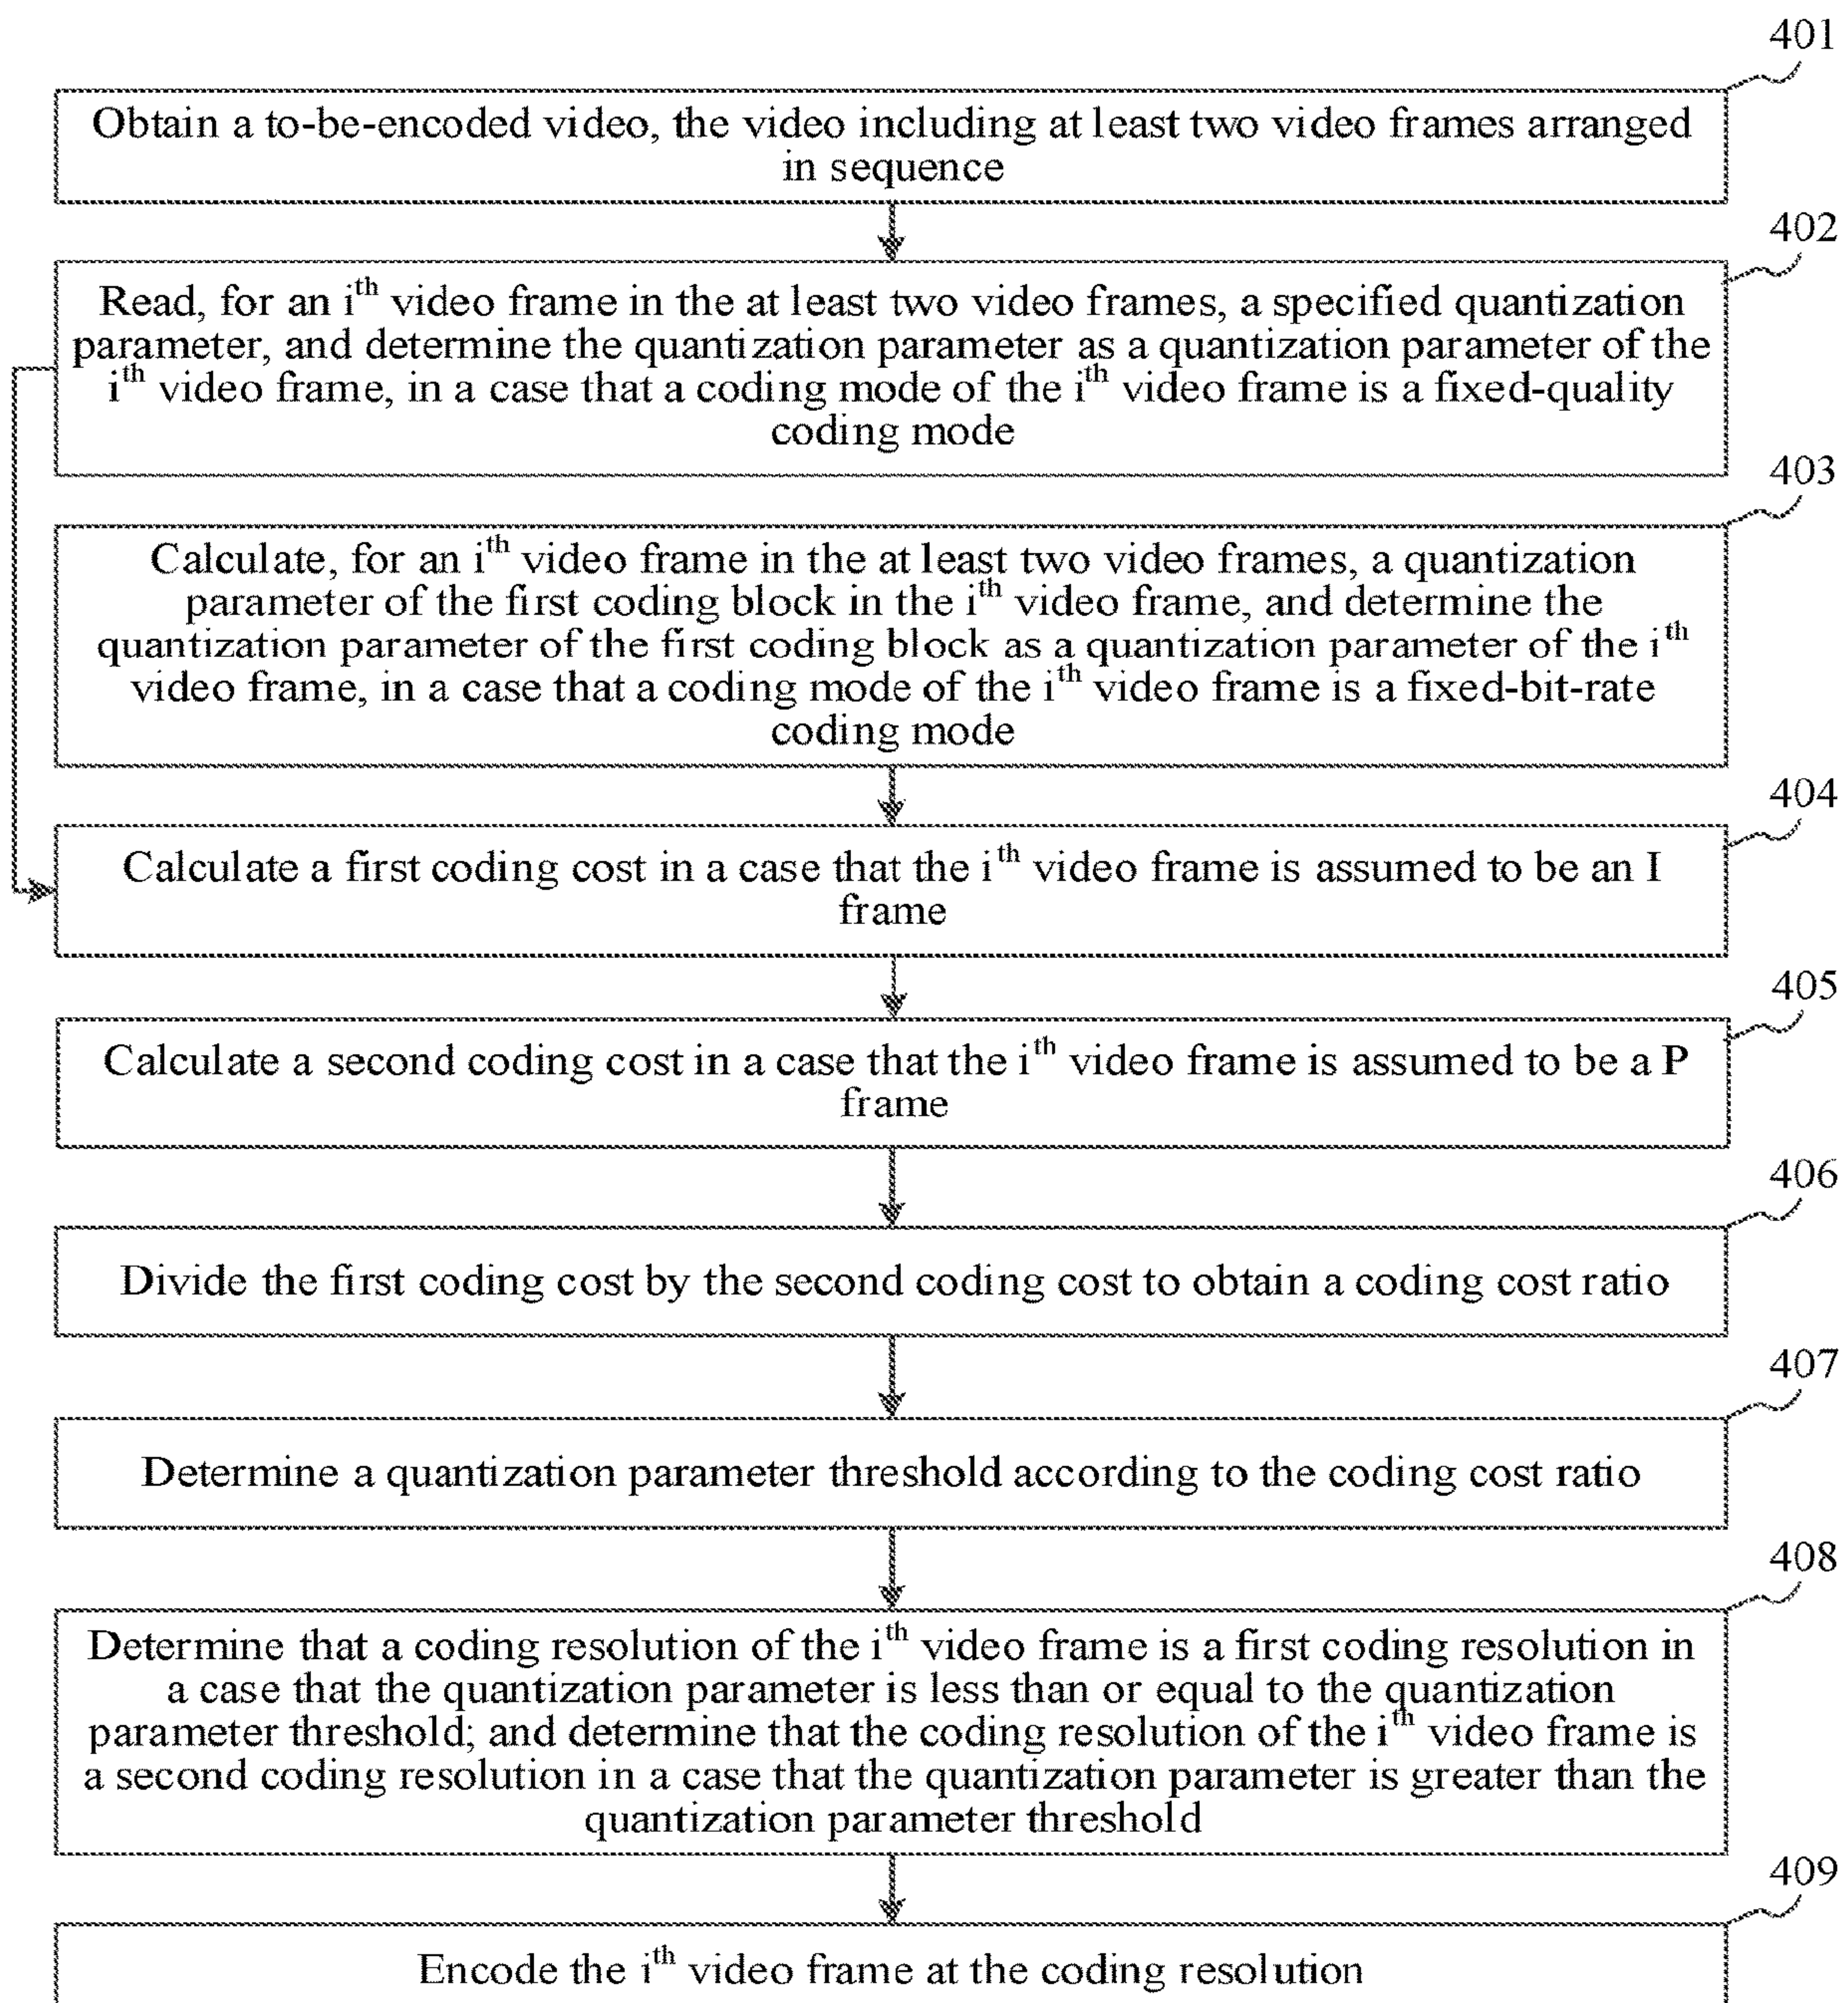 401
Obtain a to-be-encoded video, the video including at least two video frames arranged
in sequence
402
Read, for an ith video frame in the at least two video frames, a specified quantization
parameter, and determine the quantization parameter as a quantization parameter of the
ith video frame, in a case that a coding mode of the ith video frame is a fixed-quality
coding mode
403
Calculate, for an ith video frame in the at least two video frames, a quantization
parameter of the first coding block in the ith video frame, and determine the
quantization parameter of the first coding block as a quantization parameter of the ith
video frame, in a case that a coding mode of the ith video frame is a fixed-bit-rate
coding mode
404
Calculate a first coding cost in a case that the ith video frame is assumed to be an I
frame
405
Calculate a second coding cost in a case that the ith video frame is assumed to be a P
frame
406
Divide the first coding cost by the second coding cost to obtain a coding cost ratio
407
Determine a quantization parameter threshold according to the coding cost ratio
408
Determine that a coding resolution of the ith video frame is a first coding resolution in
a case that the quantization parameter is less than or equal to the quantization
parameter threshold; and determine that the coding resolution of the ith video frame is
a second coding resolution in a case that the quantization parameter is greater than the
quantization parameter threshold
409
Encode the ith video frame at the coding resolution